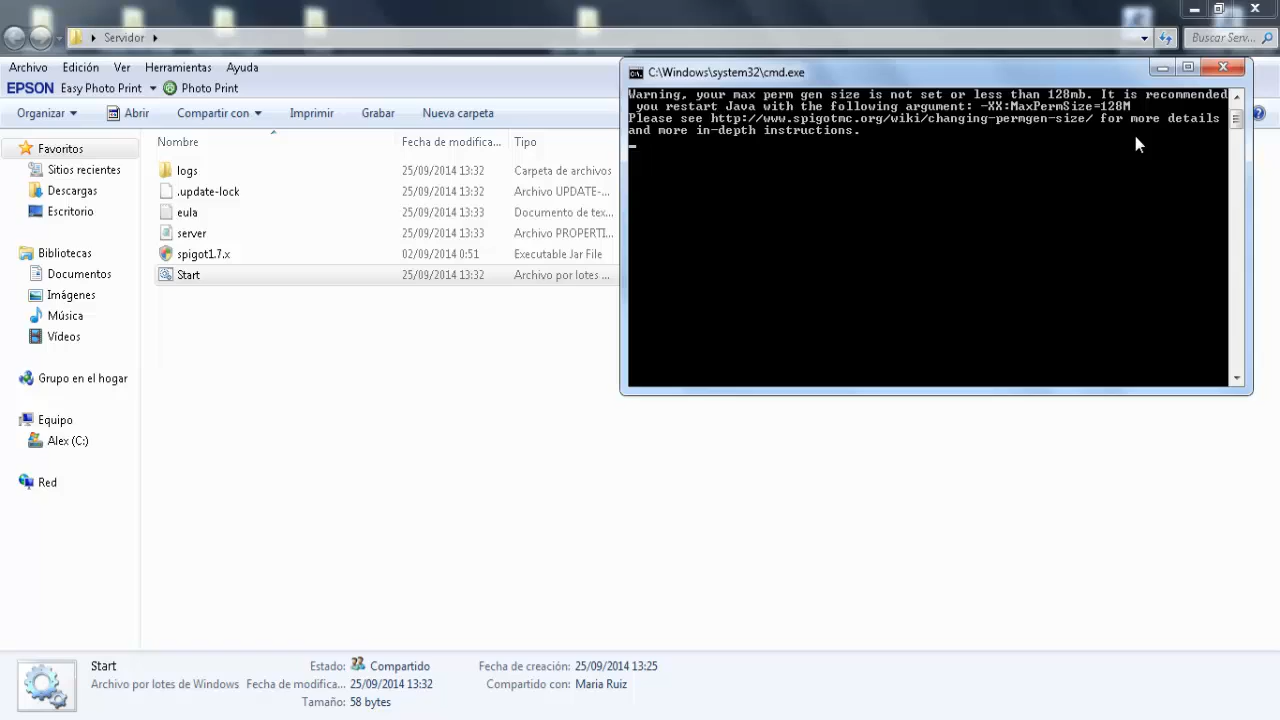 Servidor
Buscar Serv...
Archivo Edición Ver Herramientas Ayuda
EPSON Easy Photo Print Photo Print
Organizar Abrir Compartir con Imprimir Grabar Nueva carpeta
C:\Windows\system32\cmd.exe
Warning, your max perm gen size is not set or less than 128mb. It is recommended
you restart Java with the following argument: -XX:MaxPermSize=128M
Please see http://www.spigotmc.org/wiki/changing-permgen-size/ for more details
and more in-depth instructions.
Favoritos
Sitios recientes
Descargas
Escritorio
Bibliotecas
Documentos
Imágenes
Música
Vídeos
Grupo en el hogar
Equipo
Alex (C:)
Red
Nombre Fecha de modifica... Tipo
logs 25/09/2014 13:32 Carpeta de archivos
.update-lock 25/09/2014 13:32 Archivo UPDATE-...
eula 25/09/2014 13:33 Documento de tex...
server 25/09/2014 13:33 Archivo PROPERTI...
spigot1.7.x 02/09/2014 0:51 Executable Jar File
Start 25/09/2014 13:32 Archivo por lotes ...
Start Estado: Compartido Fecha de creación: 25/09/2014 13:25
Archivo por lotes de Windows Fecha de modifica... 25/09/2014 13:32 Compartido con: Maria Ruiz
Tamaño: 58 bytes